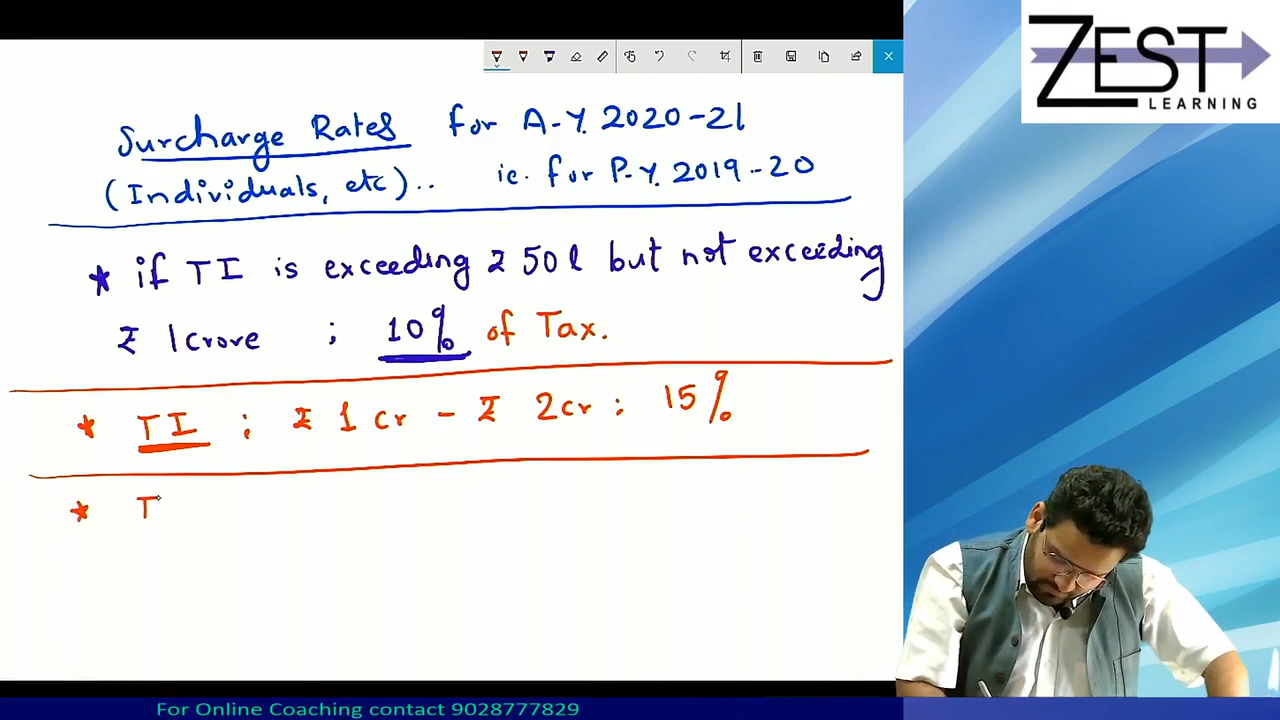 ZEST
LEARNING
Surcharge Rates for A.Y. 2020-21
(Individuals, etc).. ie. for P.Y. 2019-20
* if TI is exceeding ₹ 50l but not exceeding
₹ 1crore ; 10% of Tax.
* TI ; ₹ 1 cr - ₹ 2cr : 15%
* T
For Online Coaching contact 9028777829